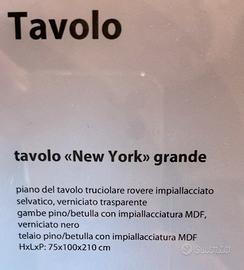 Tavolo
tavolo «New York» grande
piano del tavolo truciolare rovere impiallacciato
selvatico, verniciato trasparente
gambe pino/betulla con impiallacciatura MDF,
verniciato nero
telaio pino/betulla con impiallacciatura MDF
HxLxP: 75x100x210 cm
subito